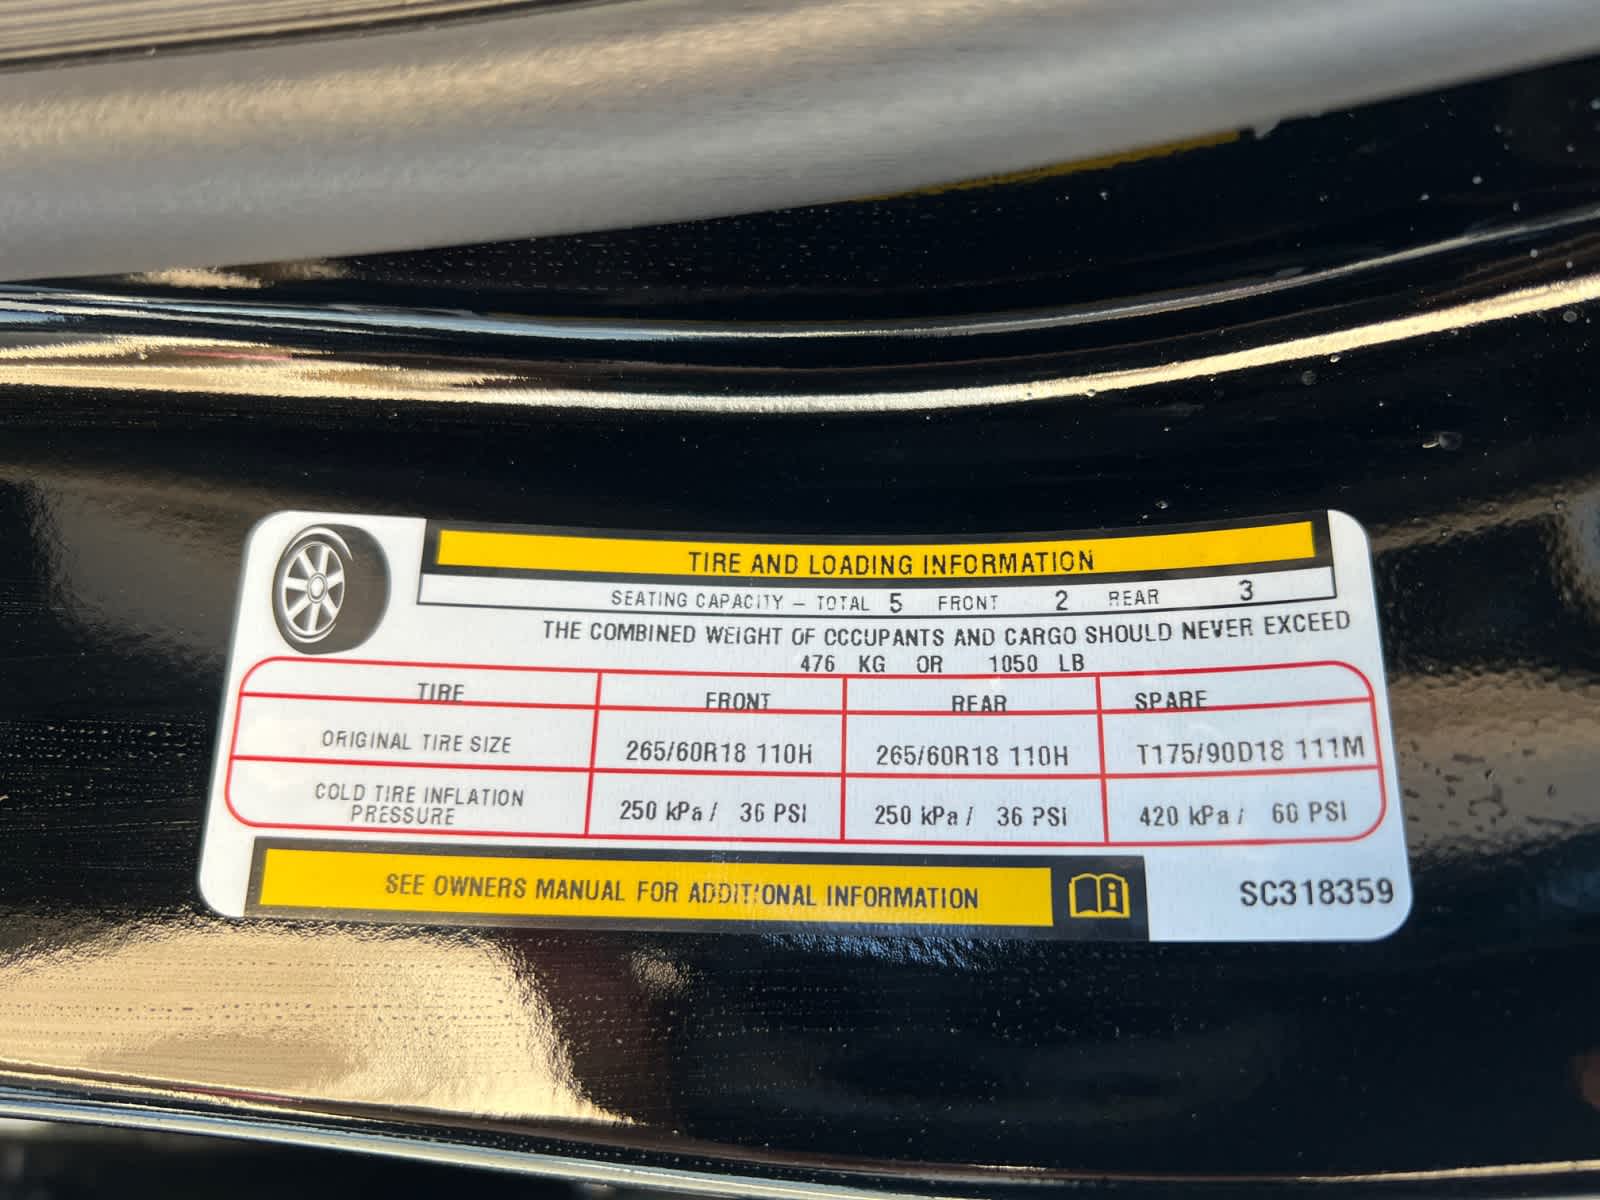 TIRE AND LOADING INFORMATION
SEATING CAPACITY – TOTAL 5 FRONT 2 REAR 3
THE COMBINED WEIGHT OF OCCUPANTS AND CARGO SHOULD NEVER EXCEED
476 KG OR 1050 LB
TIRE FRONT REAR SPARE
ORIGINAL TIRE SIZE 265/60R18 110H 265/60R18 110H T175/90D18 111M
COLD TIRE INFLATION
PRESSURE 250 kPa / 36 PSI 250 kPa / 36 PSI 420 kPa / 60 PSI
SEE OWNERS MANUAL FOR ADDITIONAL INFORMATION
SC318359